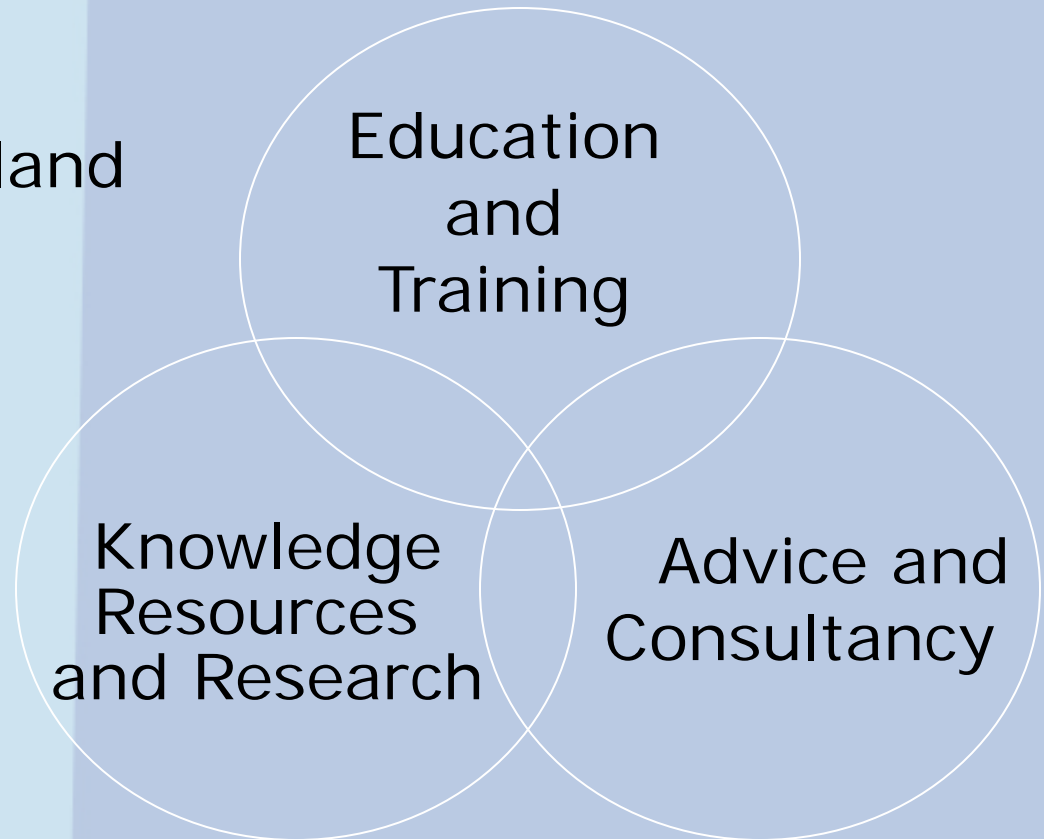 land
Education
and
Training
Knowledge
Resources
and Research
Advice and
Consultancy